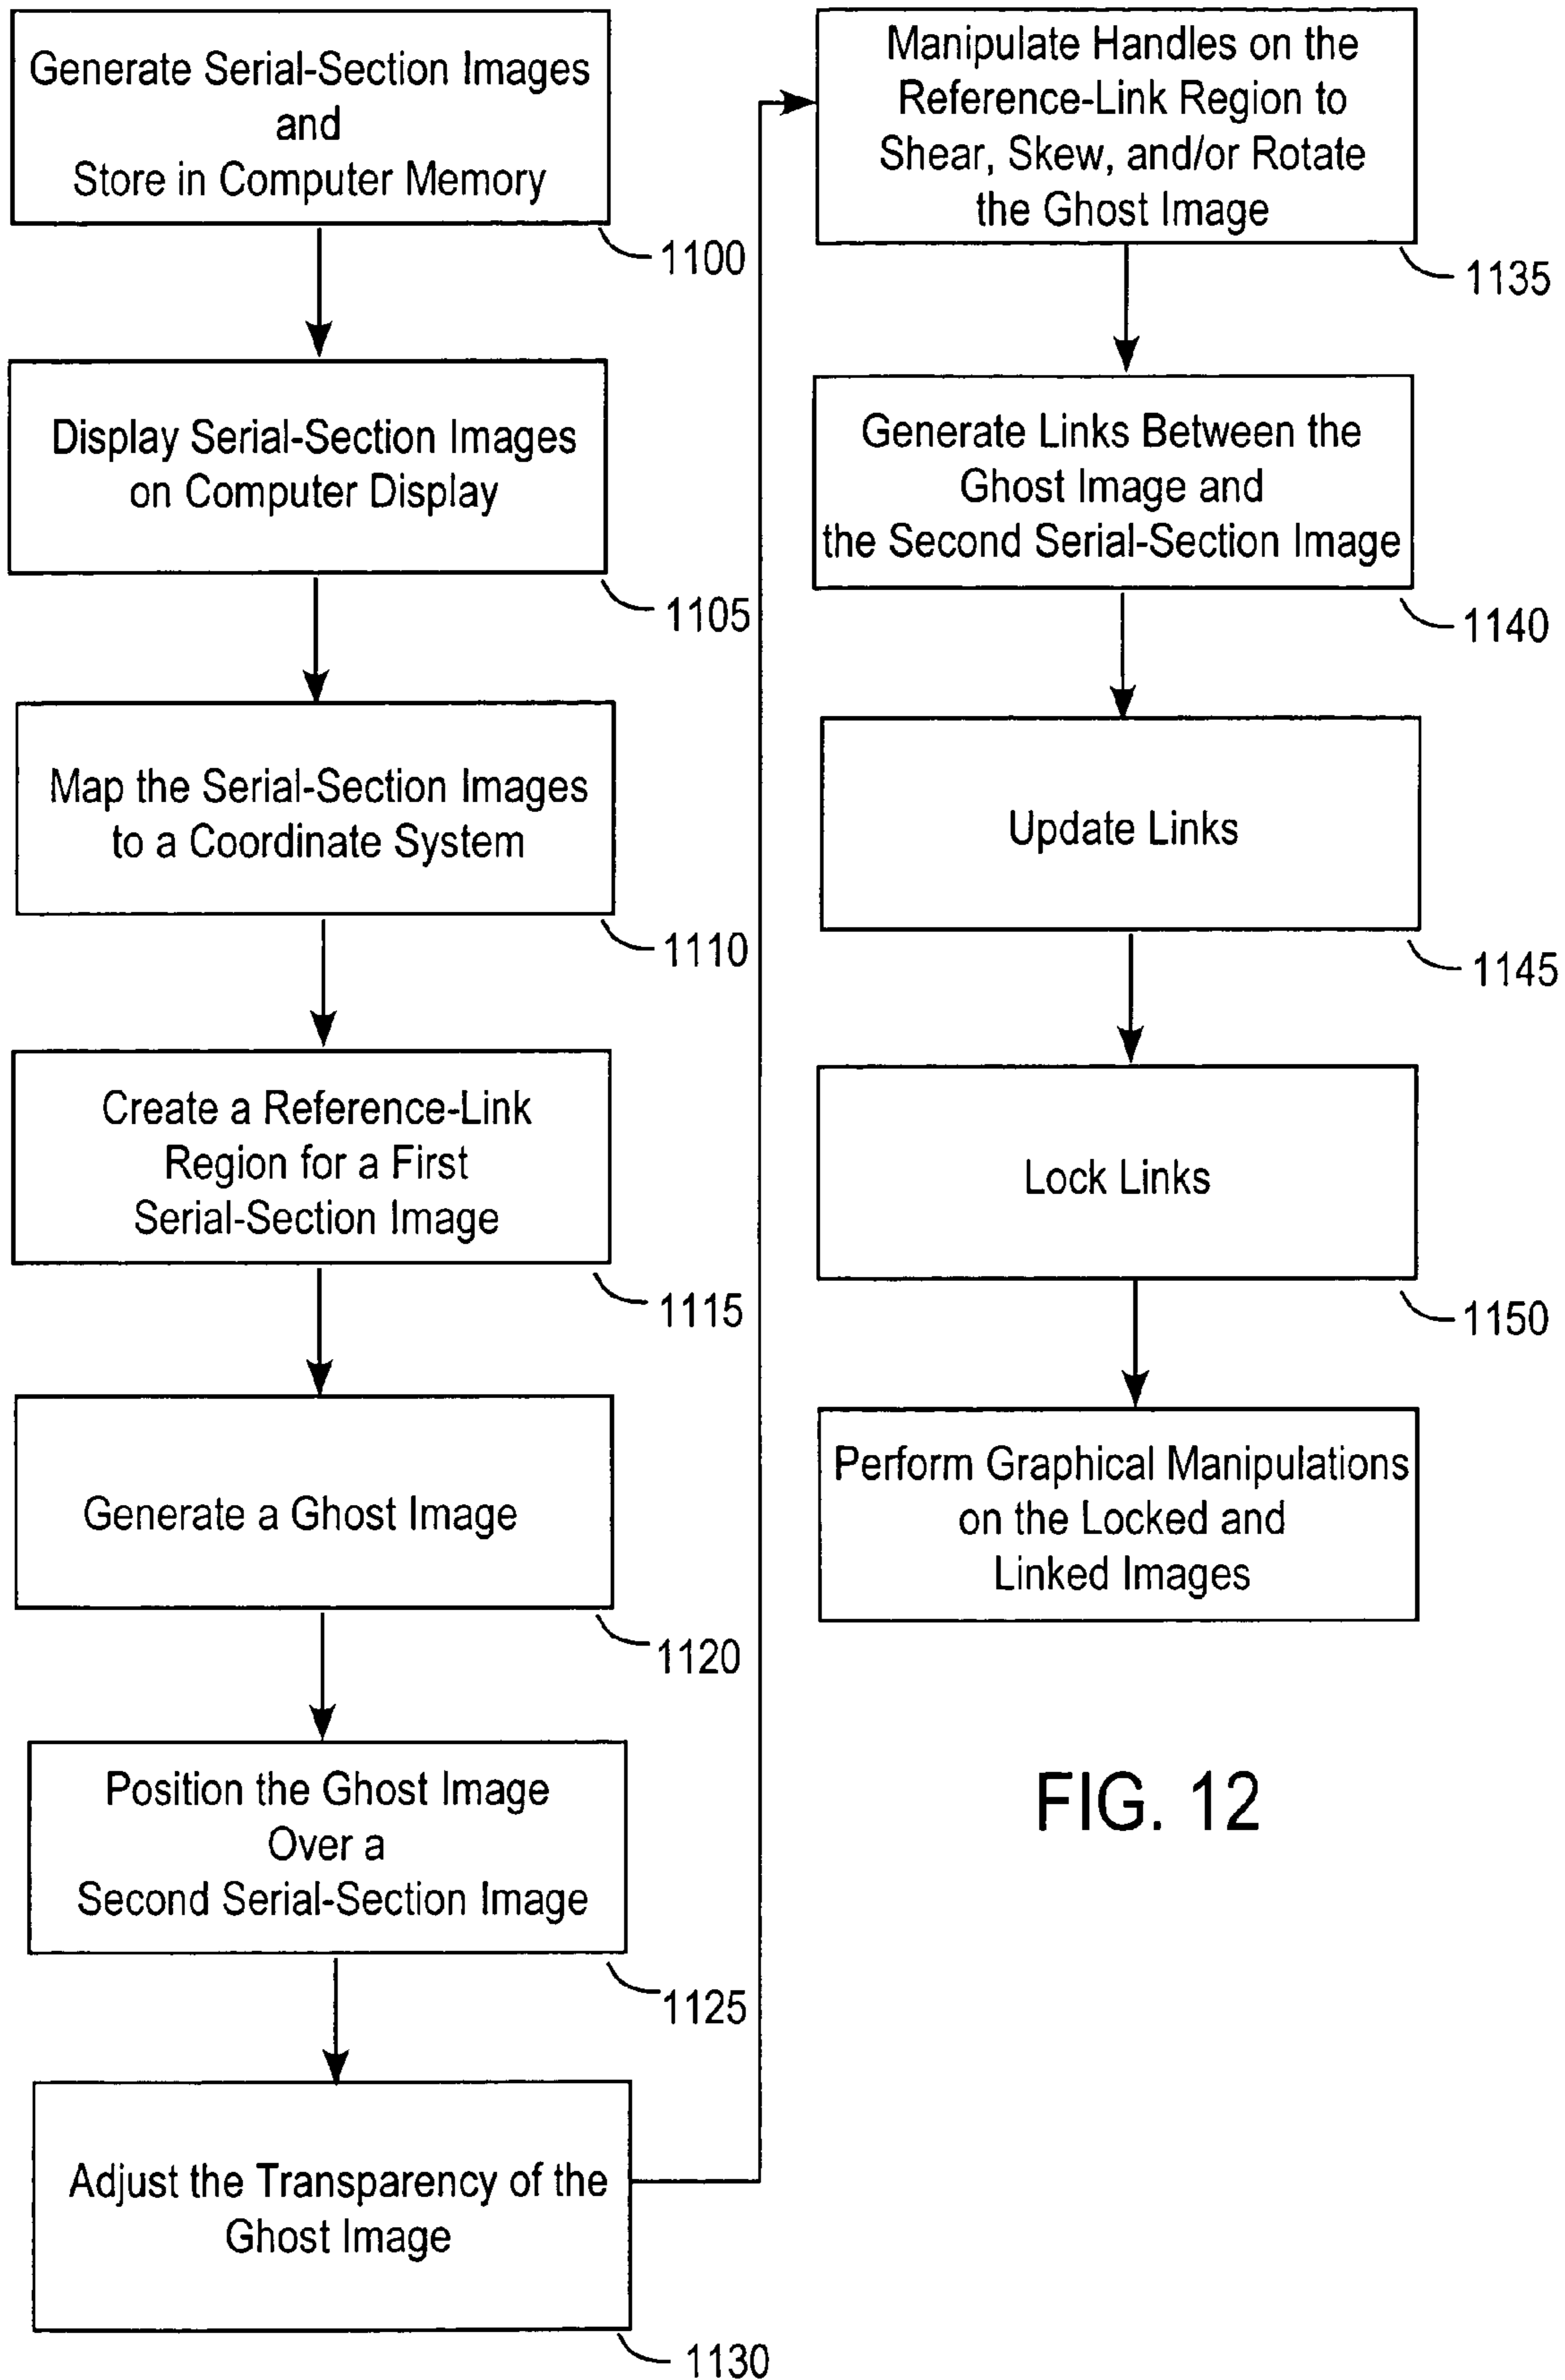 Generate Serial-Section Images
and
Store in Computer Memory
1100
Display Serial-Section Images
on Computer Display
1105
Map the Serial-Section Images
to a Coordinate System
1110
Create a Reference-Link
Region for a First
Serial-Section Image
1115
Generate a Ghost Image
1120
Position the Ghost Image
Over a
Second Serial-Section Image
1125
Adjust the Transparency of the
Ghost Image
1130
Manipulate Handles on the
Reference-Link Region to
Shear, Skew, and/or Rotate
the Ghost Image
1135
Generate Links Between the
Ghost Image and
the Second Serial-Section Image
1140
Update Links
1145
Lock Links
1150
Perform Graphical Manipulations
on the Locked and
Linked Images
FIG. 12